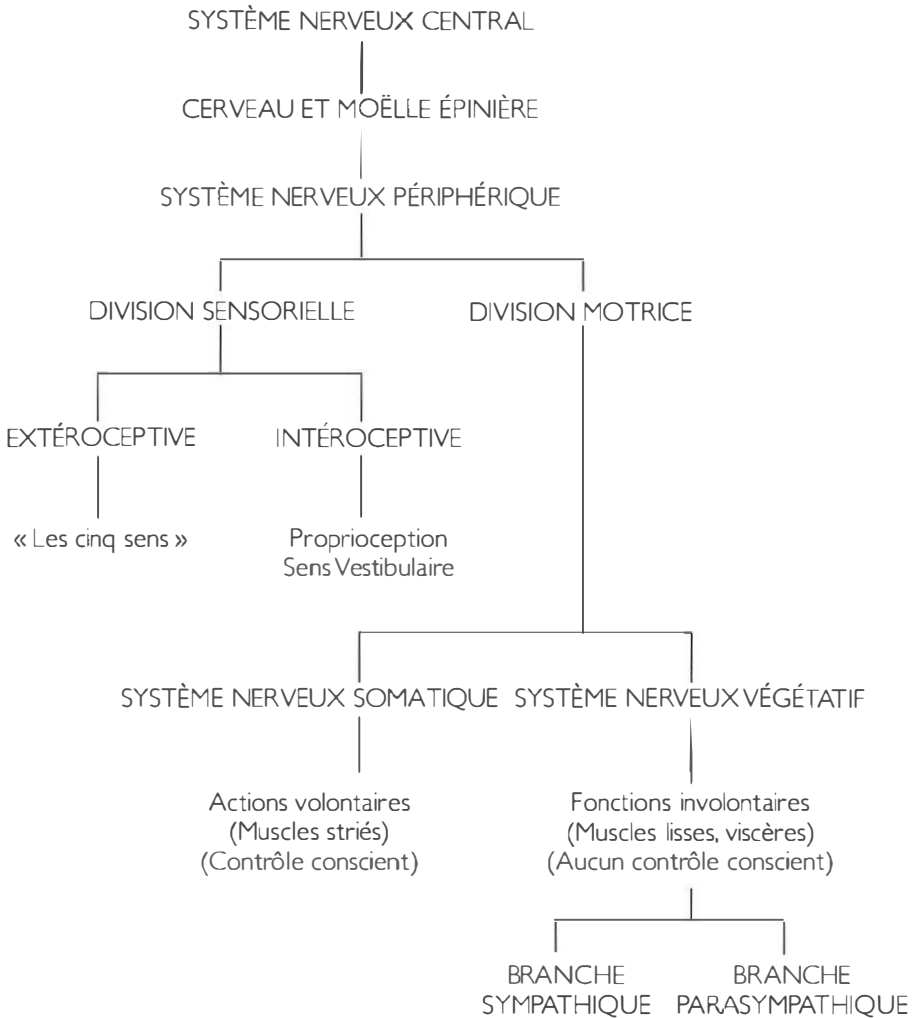 SYSTÈME NERVEUX CENTRAL
CERVEAU ET MOËLLE ÉPINIÈRE
SYSTÈME NERVEUX PÉRIPHÉRIQUE
DIVISION SENSORIELLE
DIVISION MOTRICE
EXTÉROCEPTIVE
INTÉROCEPTIVE
« Les cinq sens »
Proprioception
Sens Vestibulaire
SYSTÈME NERVEUX SOMATIQUE
SYSTÈME NERVEUX VÉGÉTATIF
Actions volontaires
(Muscles striés)
(Contrôle conscient)
Fonctions involontaires
(Muscles lisses, viscères)
(Aucun contrôle conscient)
BRANCHE
SYMPATHIQUE
BRANCHE
PARASYMPATHIQUE